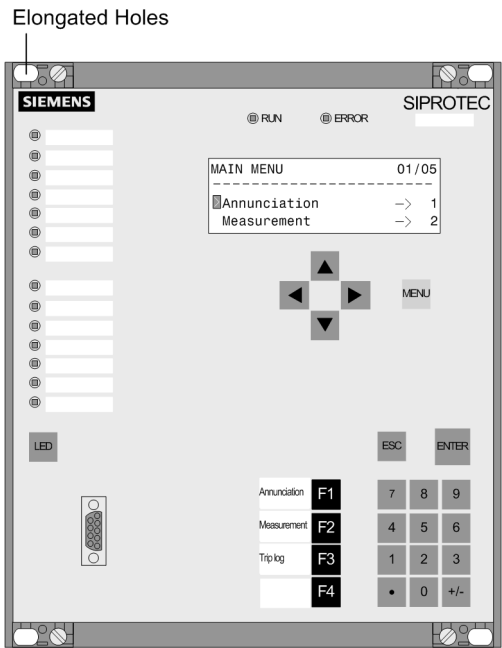 Elongated Holes
SIEMENS
SIPROTEC
RUN
ERROR
MAIN MENU 01/05
Annunciation —> 1
Measurement —> 2
MENU
LED
ESC
ENTER
Annunciation F1 7 8 9
Measurement F2 4 5 6
Trip log F3 1 2 3
F4 • 0 +/-